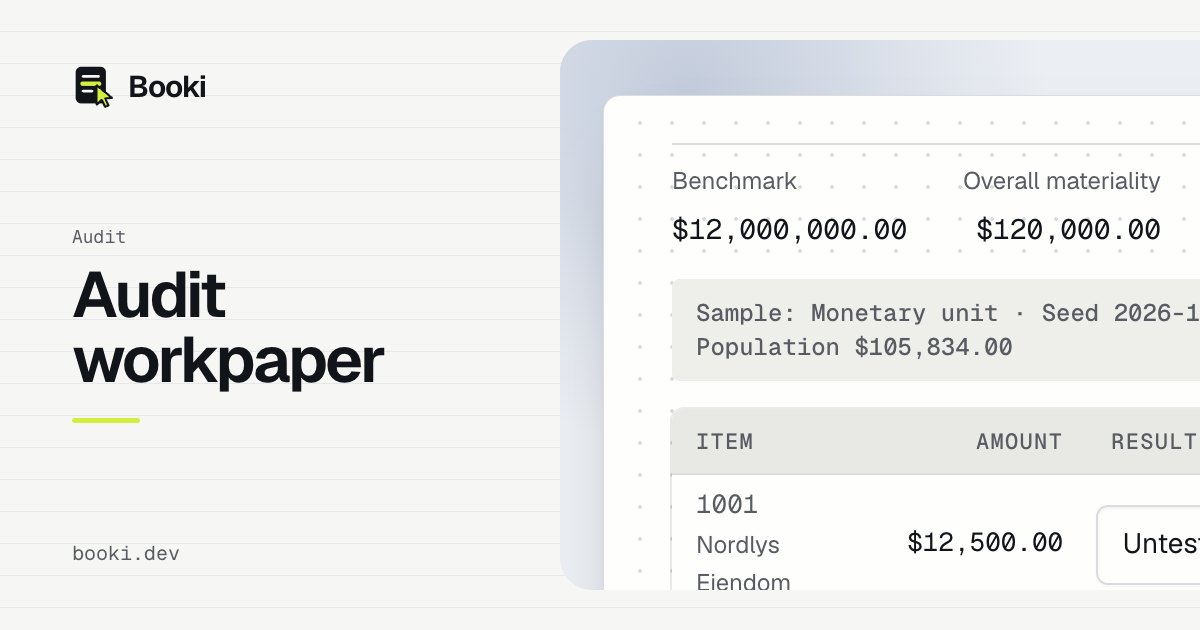 Booki
Audit
Audit
workpaper
booki.dev
Benchmark
Overall materiality
$12,000,000.00
$120,000.00
Sample: Monetary unit · Seed 2026-1
Population $105,834.00
ITEM
AMOUNT
RESULT
1001
Nordlys
Eiendom
$12,500.00